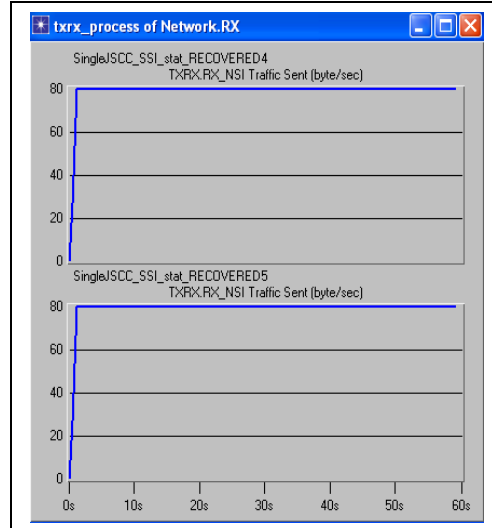 txrx_process of Network.RX
SingleJSCC_SSI_stat_RECOVERED4
TXRX.RX_NSI Traffic Sent (byte/sec)
80
60
40
20
0
SingleJSCC_SSI_stat_RECOVERED5
TXRX.RX_NSI Traffic Sent (byte/sec)
80
60
40
20
0
0s 10s 20s 30s 40s 50s 60s